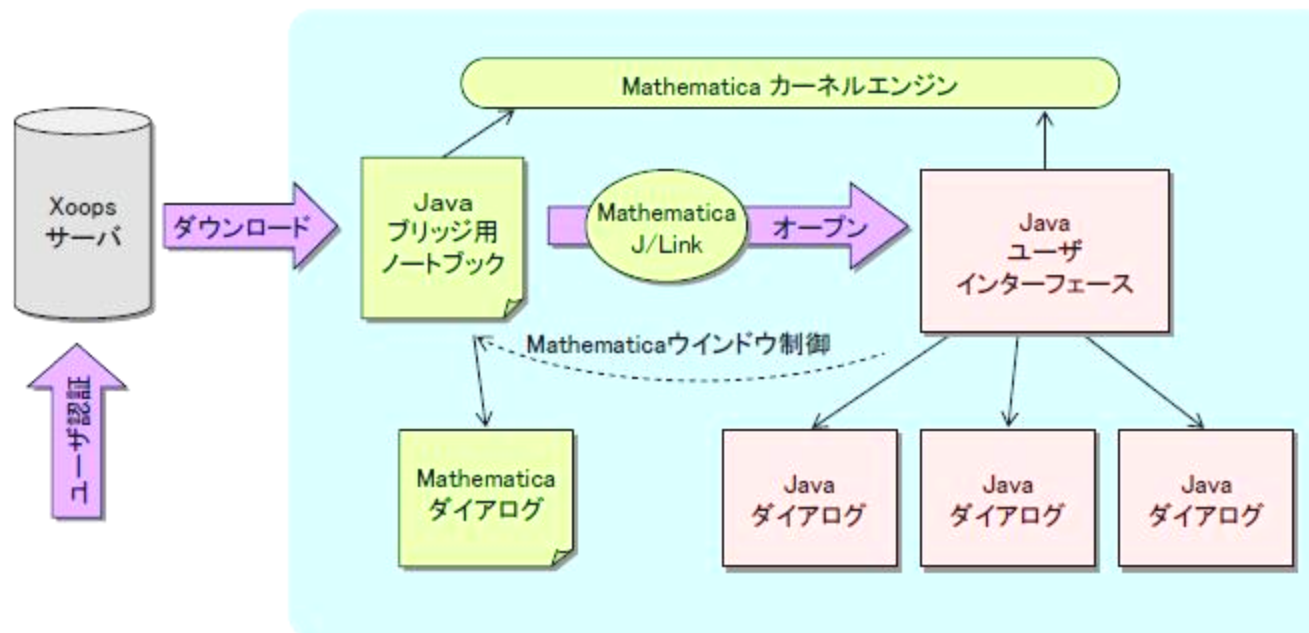 Mathematica カーネルエンジン
Xoops
サーバ
ダウンロード
Java
ブリッジ用
ノートブック
Mathematica
J/Link
オープン
Java
ユーザ
インターフェース
Mathematicaウインドウ制御
ユーザ認証
Mathematica
ダイアログ
Java
ダイアログ
Java
ダイアログ
Java
ダイアログ